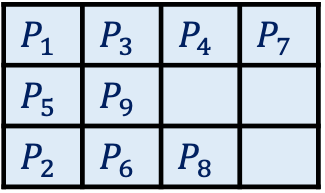 P₁ P₃ P₄ P₇
P₅ P₉
P₂ P₆ P₈